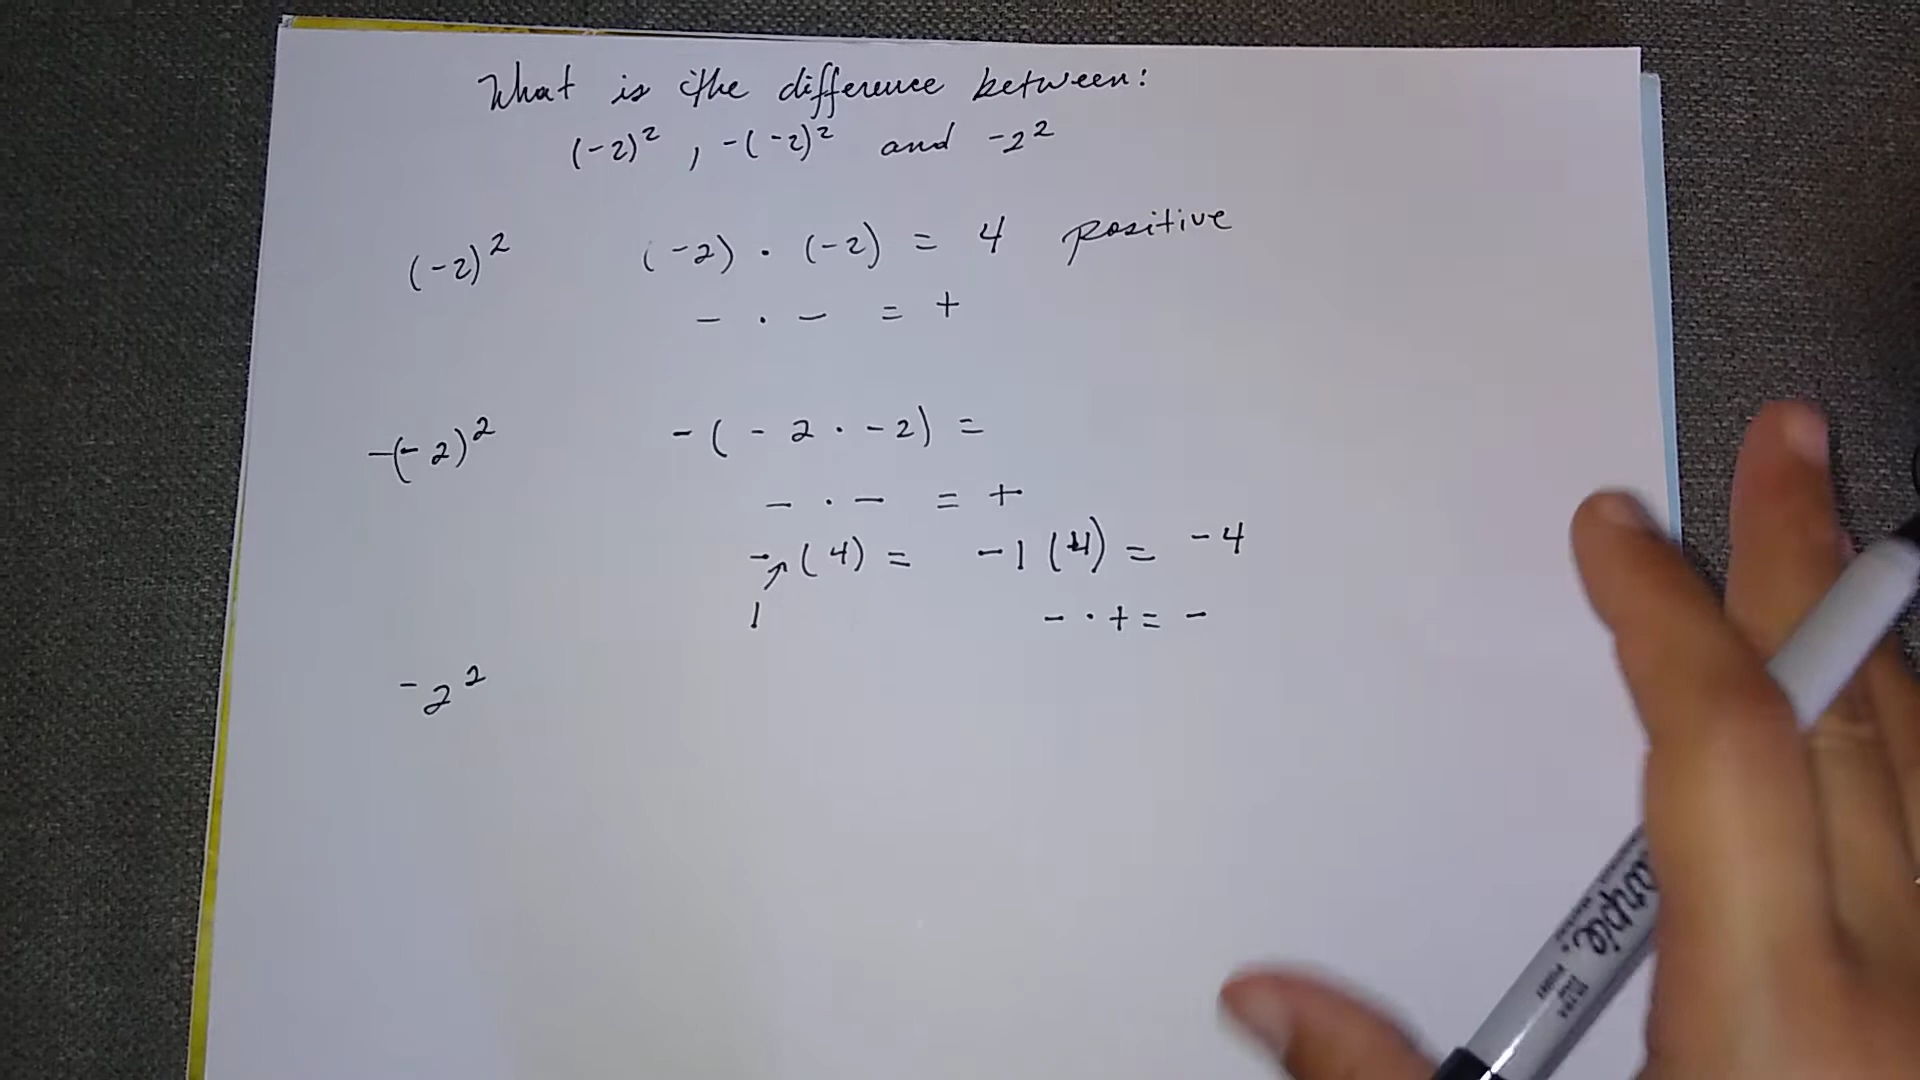 What is the difference between:
(-2)² , -(-2)² and -2²
(-2)² (-2) · (-2) = 4 positive
- · - = +
-(-2)² -(-2 · -2) =
- · - = +
-(4) = -1(4) = -4
1 - · + = -
-2²